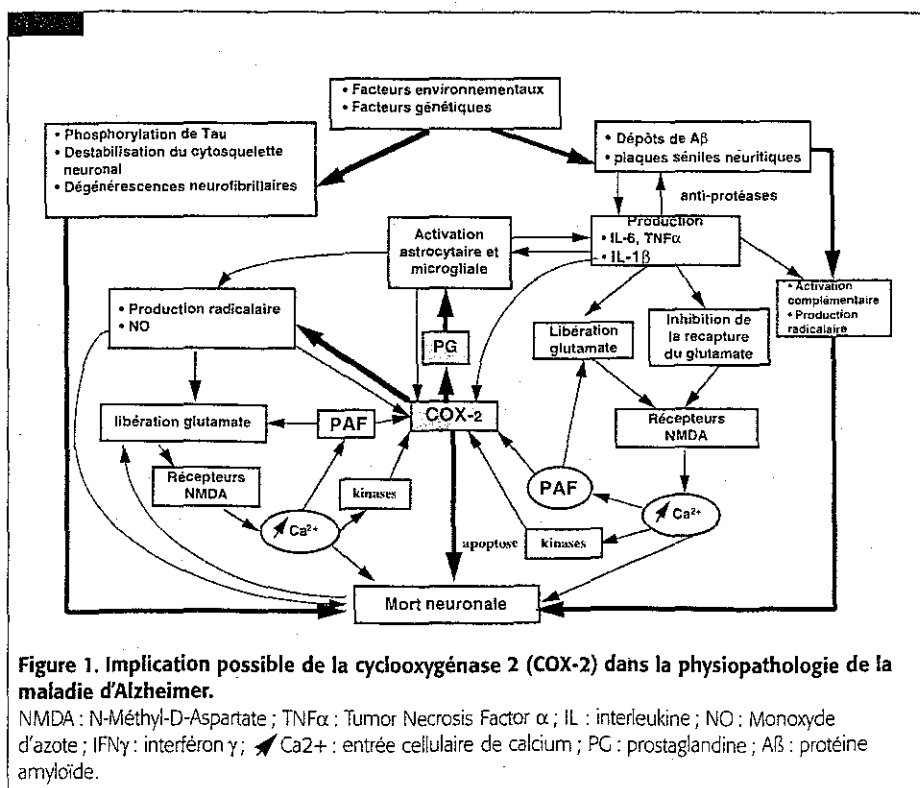 • Facteurs environnementaux
• Facteurs génétiques
• Phosphorylation de Tau
• Destabilisation du cytosquelette
neuronal
• Dégénérescences neurofibrillaires
• Dépôts de Aß
• plaques séniles neuritiques
anti-protéases
Activation
astrocytaire et
microgliale
Production
• IL-6, TNFα
• IL-1β
• Production radicalaire
• NO
• Activation
complémentaire
• Production
radicalaire
PG
Libération
glutamate
Inhibition de
la recapture
du glutamate
libération glutamate
PAF
COX-2
Récepteurs
NMDA
Récepteurs
NMDA
kinases
PAF
Ca²⁺
Ca²⁺
apoptose
kinases
Mort neuronale
Figure 1. Implication possible de la cyclooxygénase 2 (COX-2) dans la physiopathologie de la
maladie d'Alzheimer.
NMDA : N-Méthyl-D-Aspartate ; TNFα : Tumor Necrosis Factor α ; IL : interleukine ; NO : Monoxyde
d'azote ; IFNγ : interféron γ ; Ca2+ : entrée cellulaire de calcium ; PG : prostaglandine ; Aß : protéine
amyloïde.